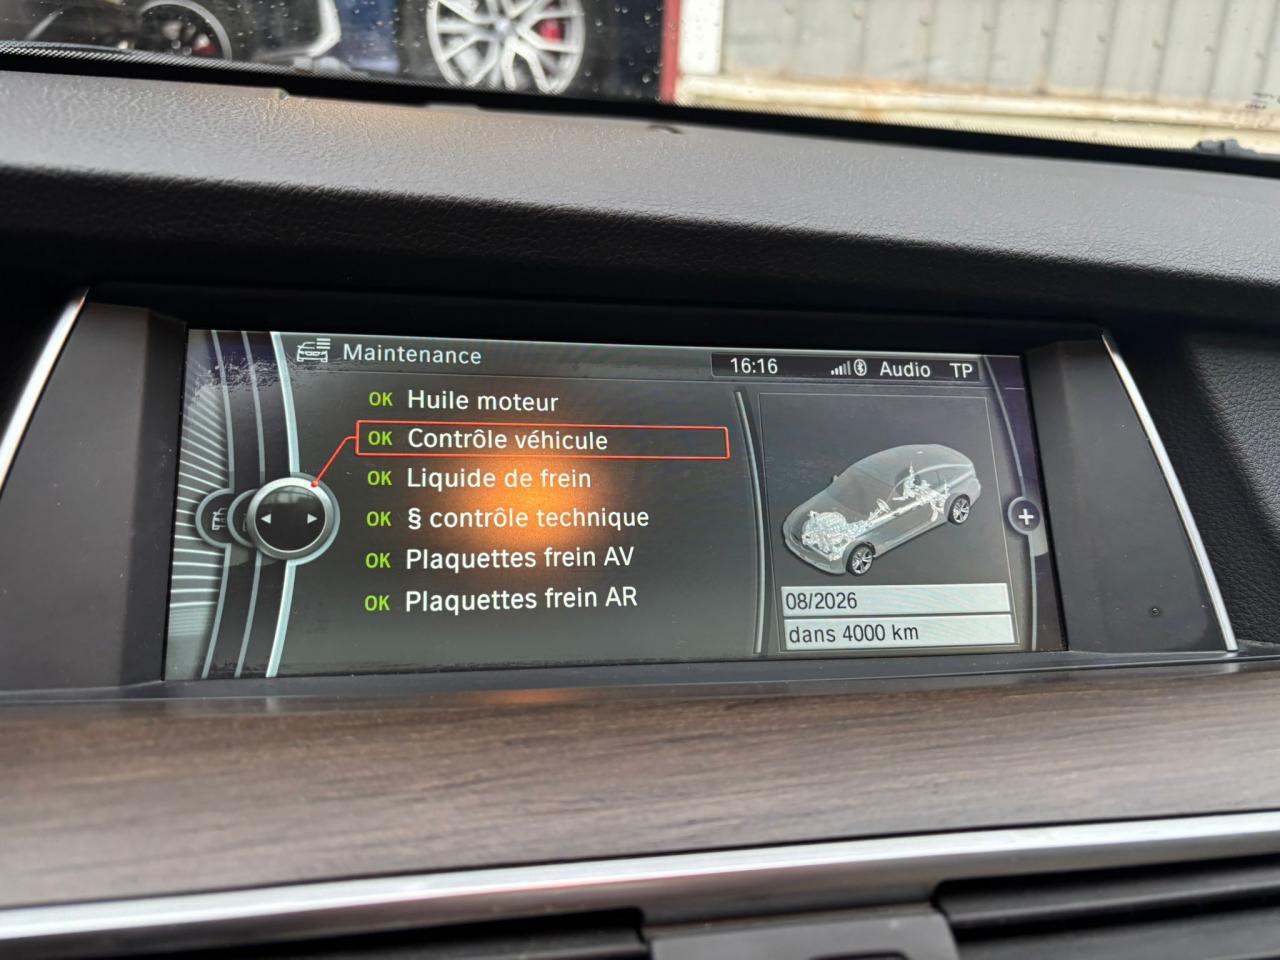 Maintenance
16:16 Audio TP
OK Huile moteur
OK Contrôle véhicule
OK Liquide de frein
OK § contrôle technique
OK Plaquettes frein AV
OK Plaquettes frein AR
08/2026
dans 4000 km